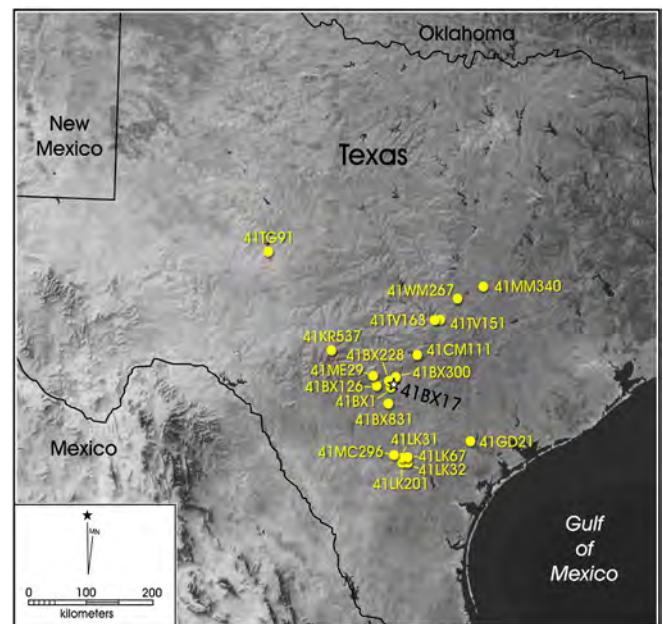 Oklahoma
New
Mexico
Texas
41TG91
41MM340
41WM267
41TV163
41TV151
41KR537
41CM111
41BX228
41ME29
41BX300
41BX126
41BX17
41BX1
41BX831
41GD21
41LK31
41MC296
41LK67
41LK32
41LK201
Mexico
Gulf
of
Mexico
MN
0 100 200
kilometers